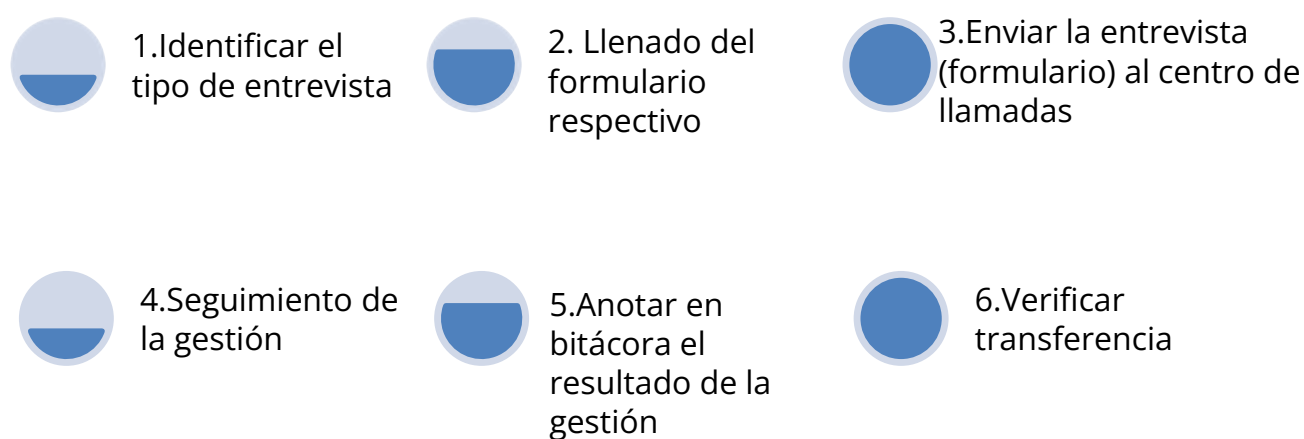 1.Identificar el
tipo de entrevista
2. Llenado del
formulario
respectivo
3.Enviar la entrevista
(formulario) al centro de
llamadas
4.Seguimiento de
la gestión
5.Anotar en
bitácora el
resultado de la
gestión
6.Verificar
transferencia